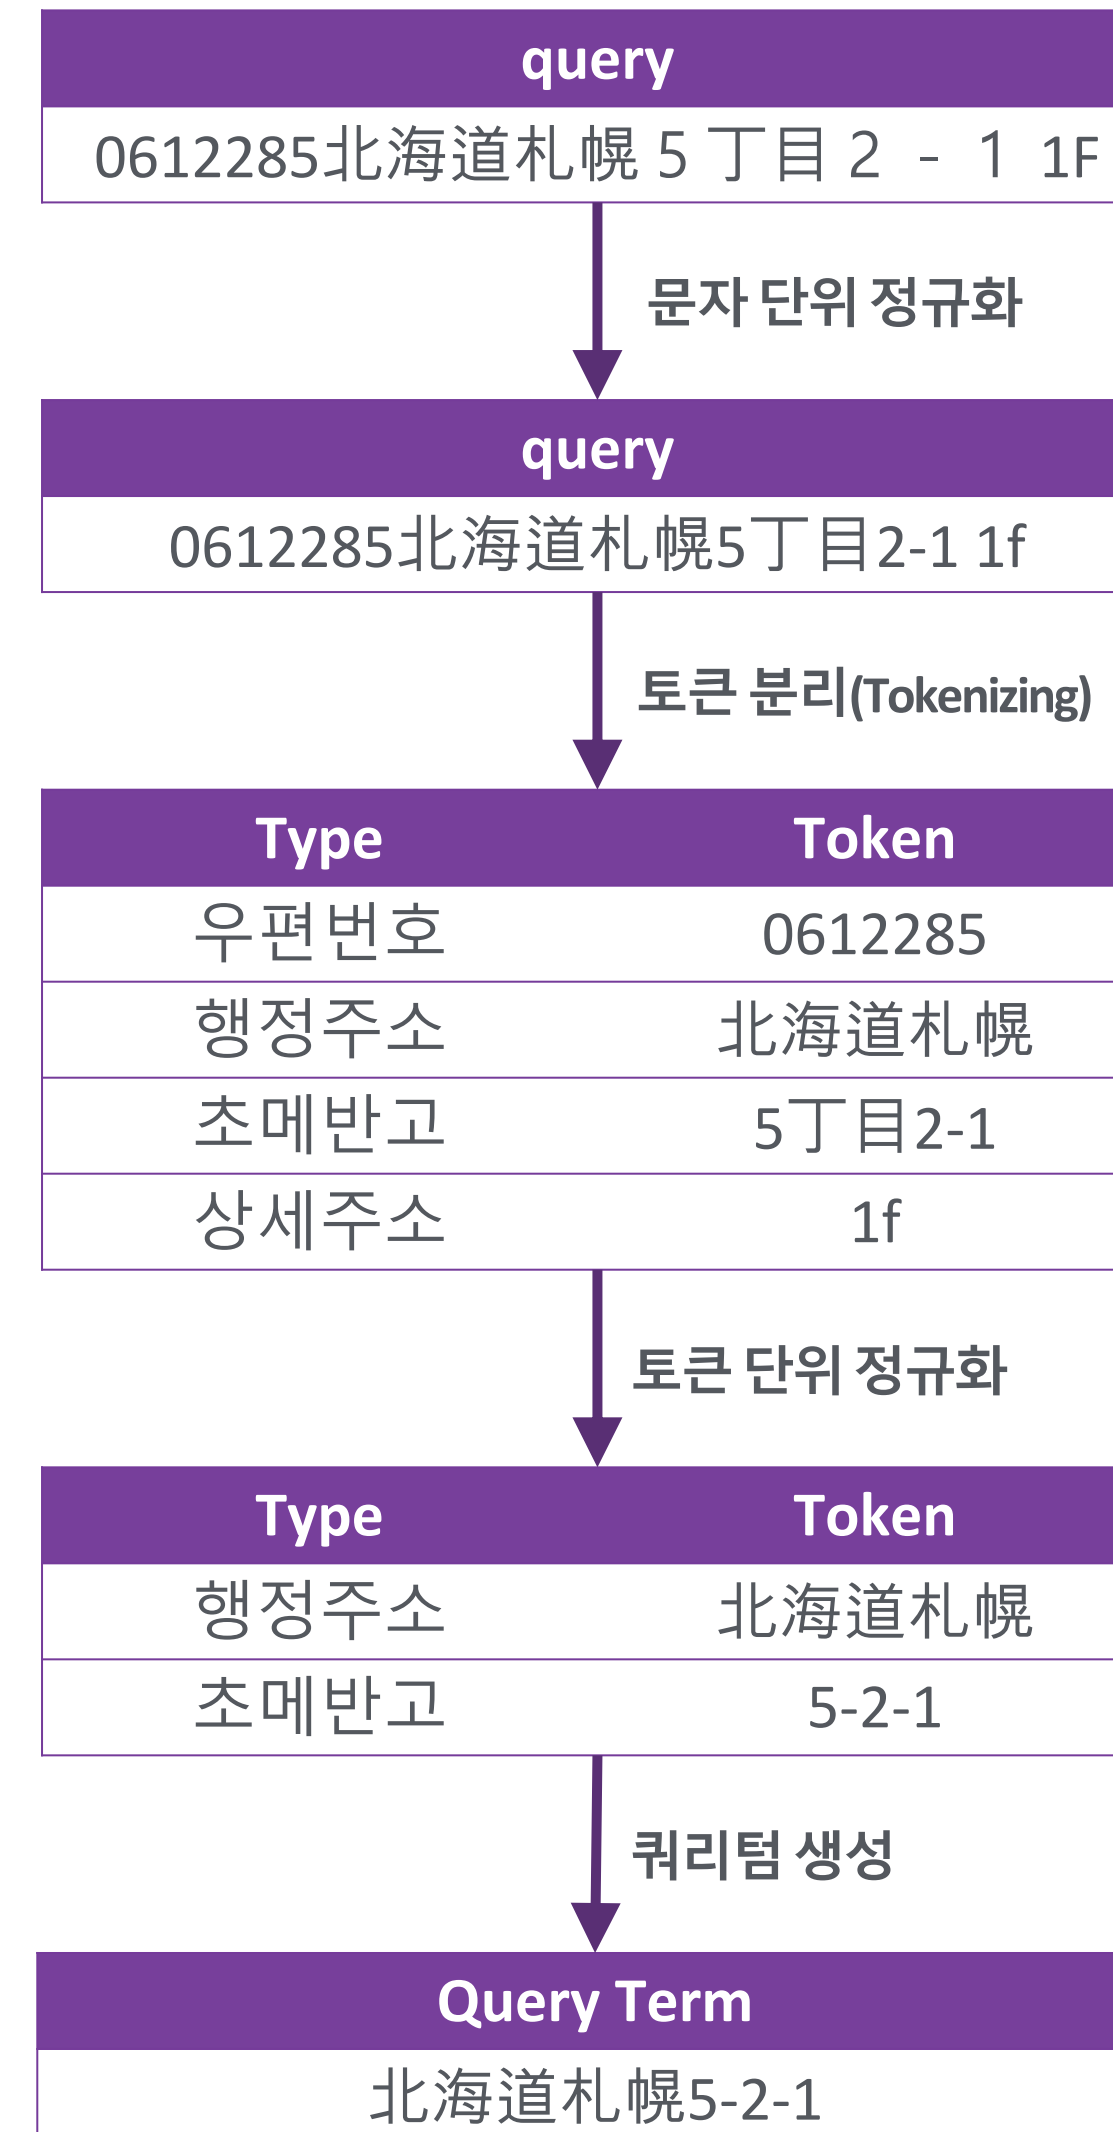 query
0612285北海道札幌５丁目２－１ 1F
문자 단위 정규화
query
0612285北海道札幌5丁目2-1 1f
토큰 분리(Tokenizing)
Type Token
우편번호 0612285
행정주소 北海道札幌
초메반고 5丁目2-1
상세주소 1f
토큰 단위 정규화
Type Token
행정주소 北海道札幌
초메반고 5-2-1
쿼리텀 생성
Query Term
北海道札幌5-2-1